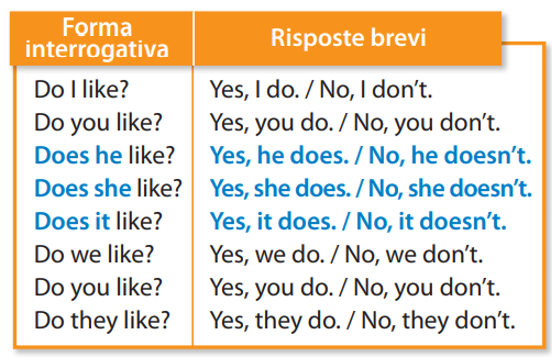 Forma
interrogativa
Risposte brevi
Do I like? Yes, I do. / No, I don't.
Do you like? Yes, you do. / No, you don't.
Does he like? Yes, he does. / No, he doesn't.
Does she like? Yes, she does. / No, she doesn't.
Does it like? Yes, it does. / No, it doesn't.
Do we like? Yes, we do. / No, we don't.
Do you like? Yes, you do. / No, you don't.
Do they like? Yes, they do. / No, they don't.